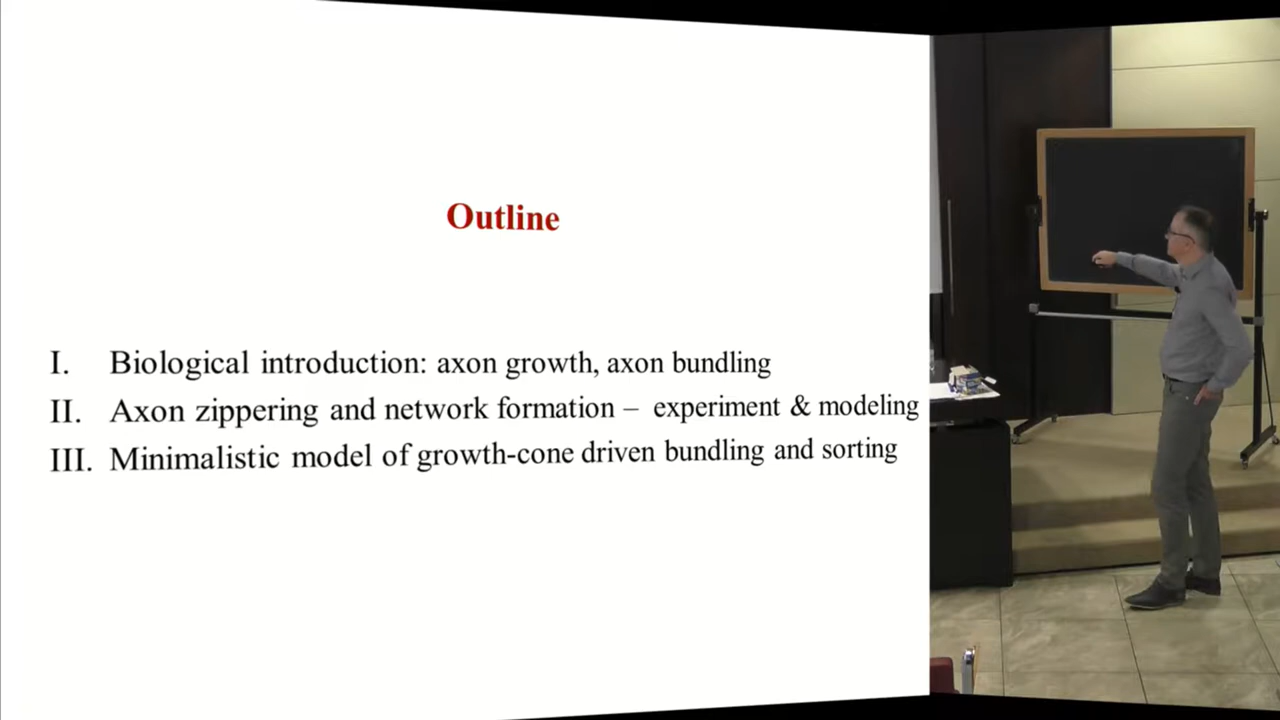 Outline
I. Biological introduction: axon growth, axon bundling
II. Axon zippering and network formation – experiment & modeling
III. Minimalistic model of growth-cone driven bundling and sorting